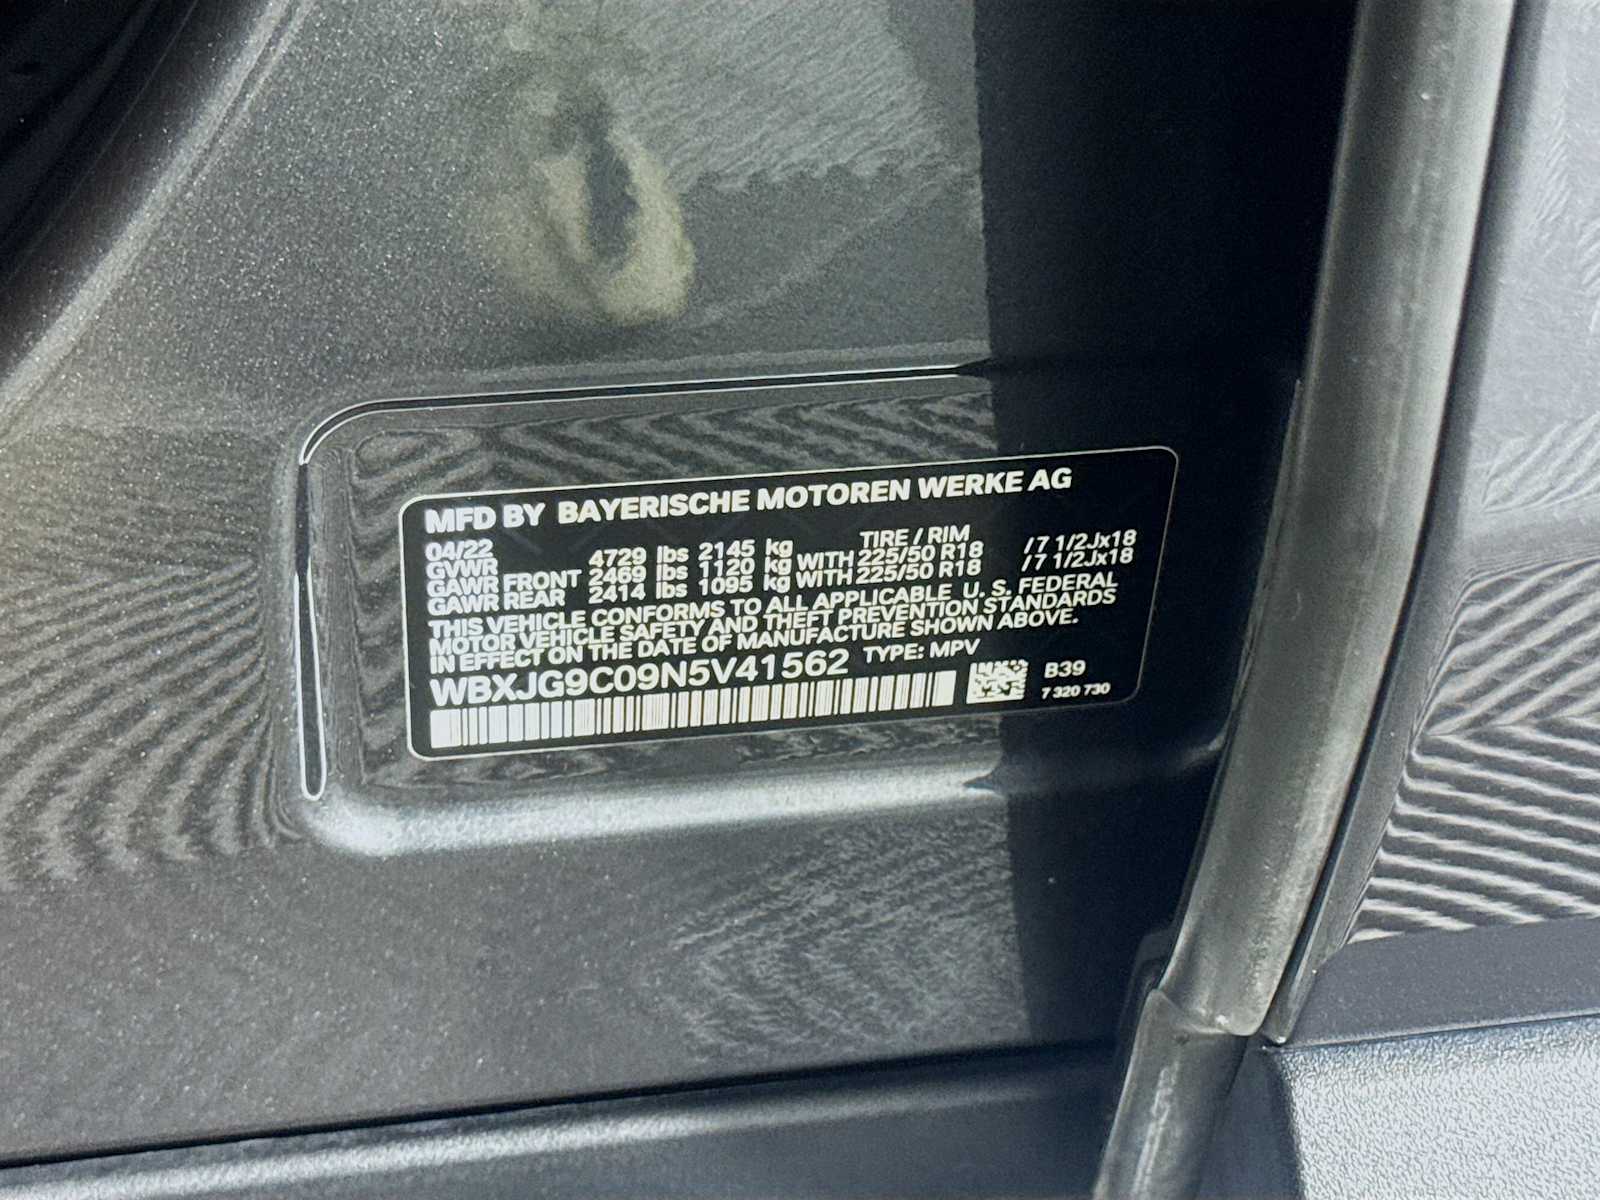 MFD BY BAYERISCHE MOTOREN WERKE AG
04/22 TIRE / RIM
GVWR 4729 lbs 2145 kg
GAWR FRONT 2469 lbs 1120 kg WITH 225/50 R18 /7 1/2Jx18
GAWR REAR 2414 lbs 1095 kg WITH 225/50 R18 /7 1/2Jx18
THIS VEHICLE CONFORMS TO ALL APPLICABLE U. S. FEDERAL
MOTOR VEHICLE SAFETY AND THEFT PREVENTION STANDARDS
IN EFFECT ON THE DATE OF MANUFACTURE SHOWN ABOVE.
WBXJG9C09N5V41562 TYPE: MPV
B39
7 320 730